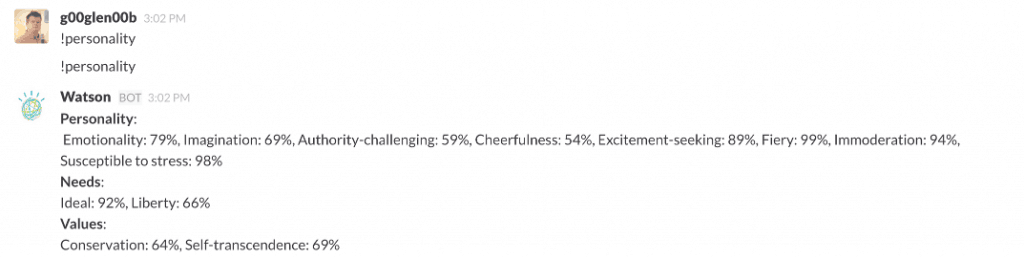 g00glen00b 3:02 PM
!personality
!personality
Watson BOT 3:02 PM
Personality:
Emotionality: 79%, Imagination: 69%, Authority-challenging: 59%, Cheerfulness: 54%, Excitement-seeking: 89%, Fiery: 99%, Immoderation: 94%,
Susceptible to stress: 98%
Needs:
Ideal: 92%, Liberty: 66%
Values:
Conservation: 64%, Self-transcendence: 69%